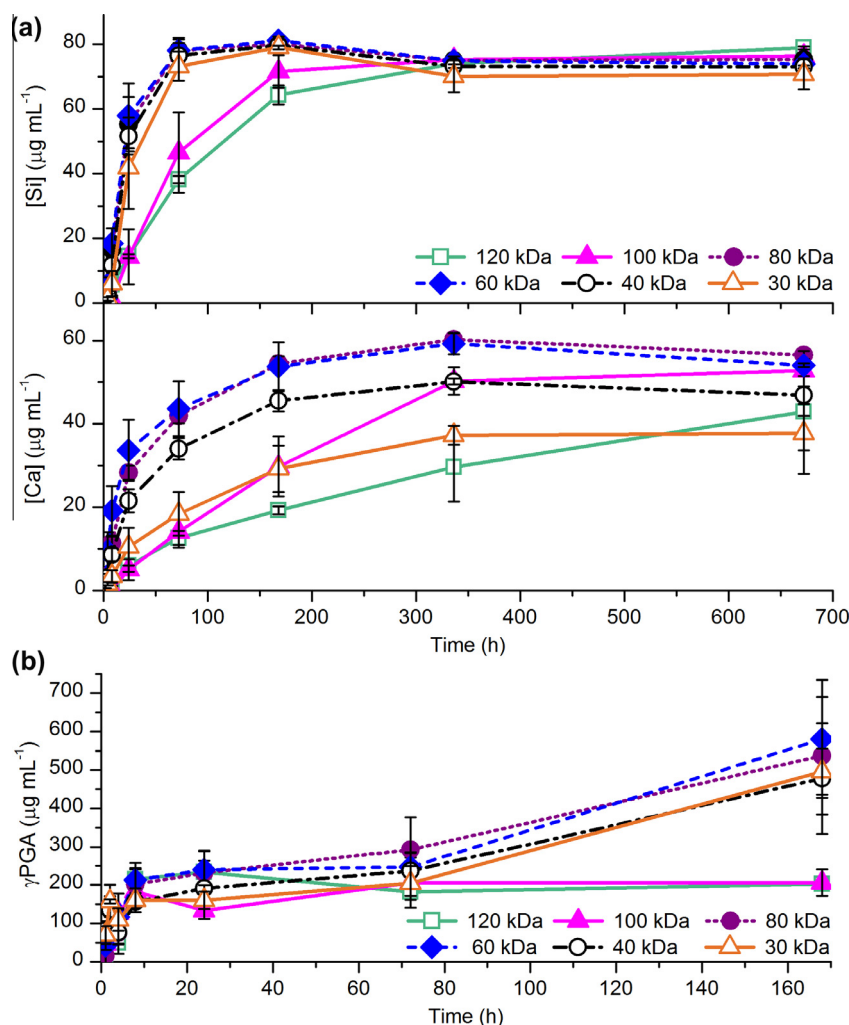 (a)
80
60
40
20
0
[Si] (μg mL⁻¹)
120 kDa 100 kDa 80 kDa
60 kDa 40 kDa 30 kDa
60
40
20
0
[Ca] (μg mL⁻¹)
0 100 200 300 400 500 600 700
Time (h)
(b)
700
600
500
400
300
200
100
0
γPGA (μg mL⁻¹)
120 kDa 100 kDa 80 kDa
60 kDa 40 kDa 30 kDa
0 20 40 60 80 100 120 140 160
Time (h)